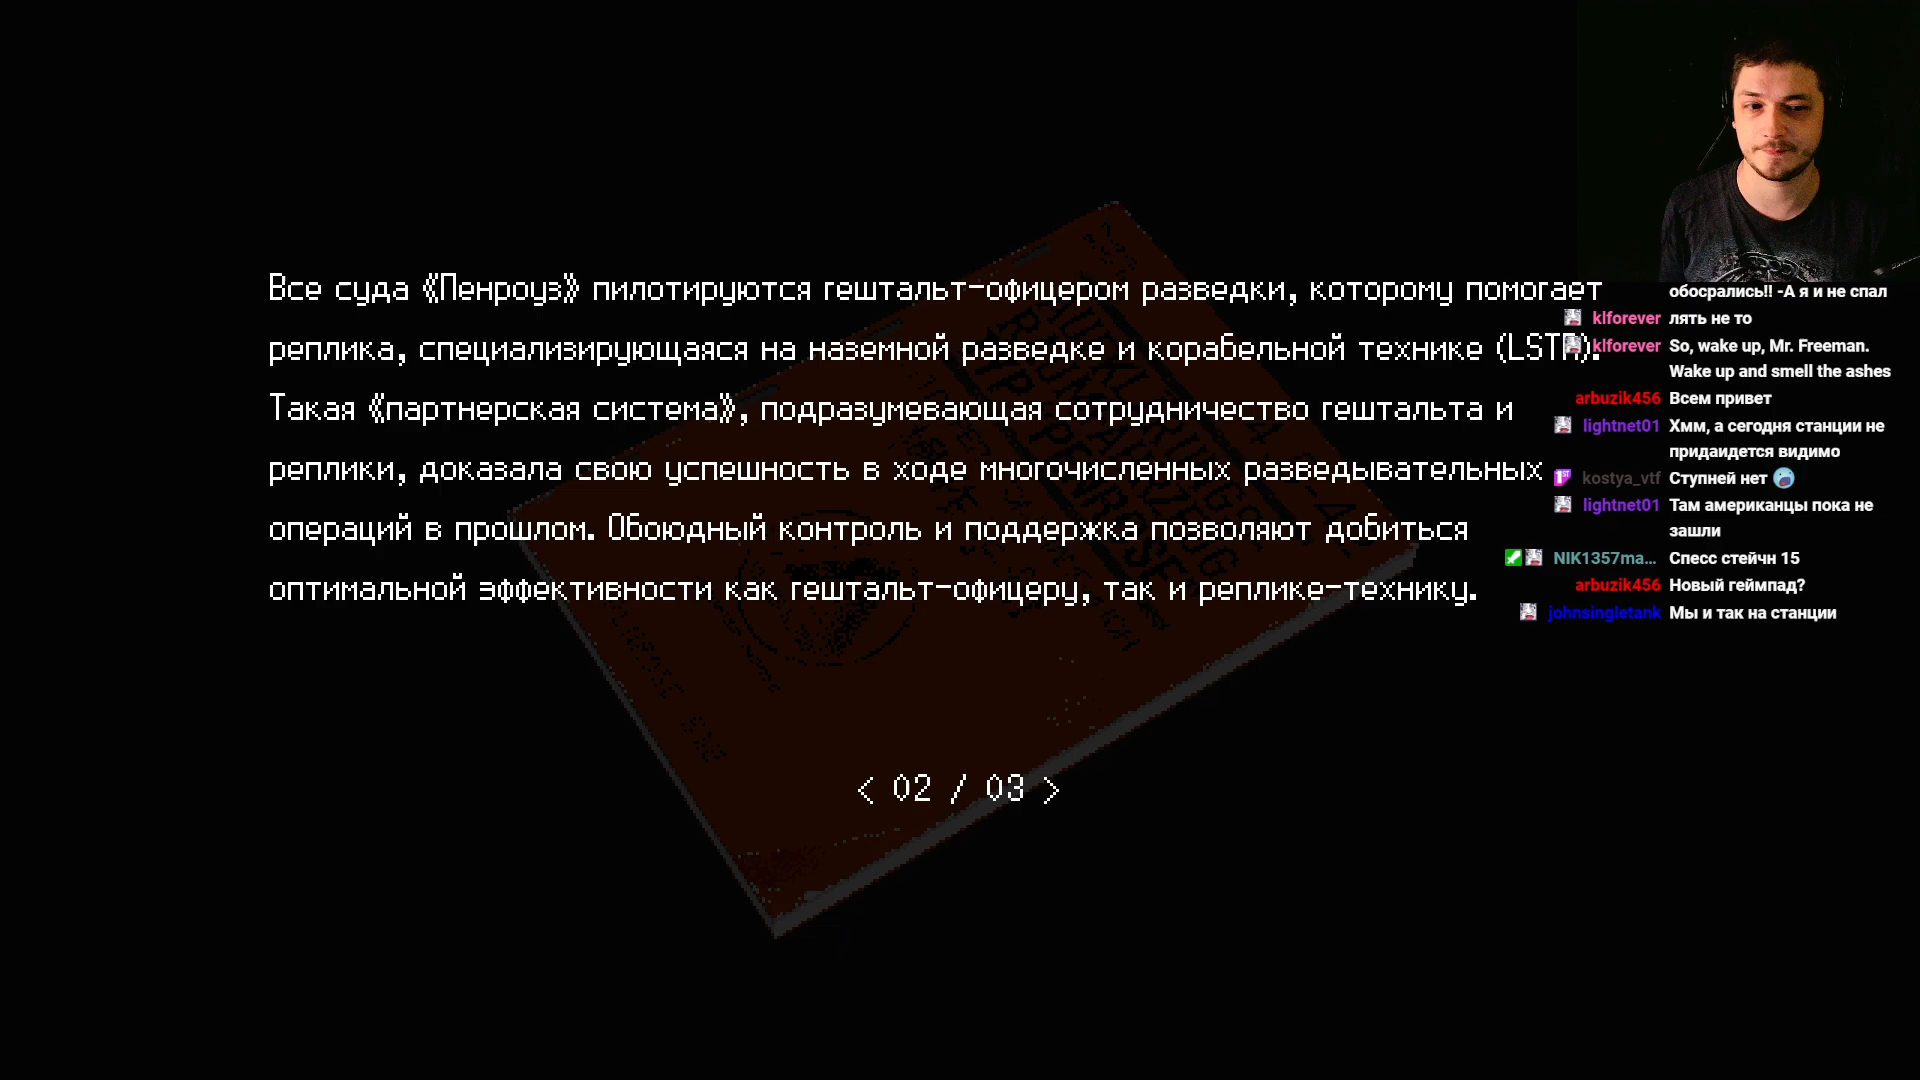 Все суда 《Пенроуз》 пилотируются гештальт-офицером разведки, которому помогает
реплика, специализирующаяся на наземной разведке и корабельной технике (LSTR).
Такая 《партнерская система》, подразумевающая сотрудничество гештальта и
реплики, доказала свою успешность в ходе многочисленных разведывательных
операций в прошлом. Обоюдный контроль и поддержка позволяют добиться
оптимальной эффективности как гештальт-офицеру, так и реплике-технику.
< 02 / 03 >
обосрались!! -А я и не спал
klforever лять не то
klforever So, wake up, Mr. Freeman.
Wake up and smell the ashes
arbuzik456 Всем привет
lightnet01 Хмм, а сегодня станции не
придаидется видимо
kostya_vtf Ступней нет
lightnet01 Там американцы пока не
зашли
NIK1357ma... Спесс стейчн 15
arbuzik456 Новый геймпад?
johnsingletank Мы и так на станции